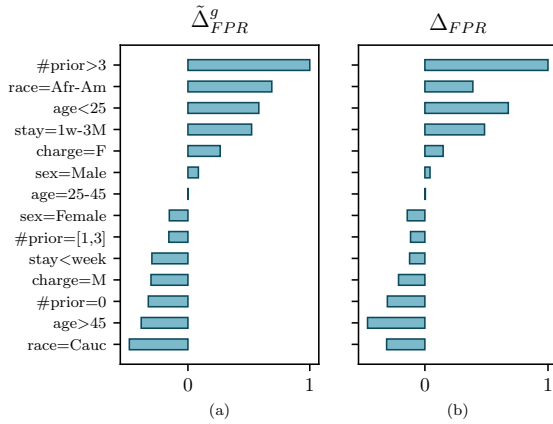 Δ̃ᵍ_FPR
Δ_FPR
#prior>3
race=Afr-Am
age<25
stay=1w-3M
charge=F
sex=Male
age=25-45
sex=Female
#prior=[1,3]
stay<week
charge=M
#prior=0
age>45
race=Cauc
0 1 0 1
(a) (b)